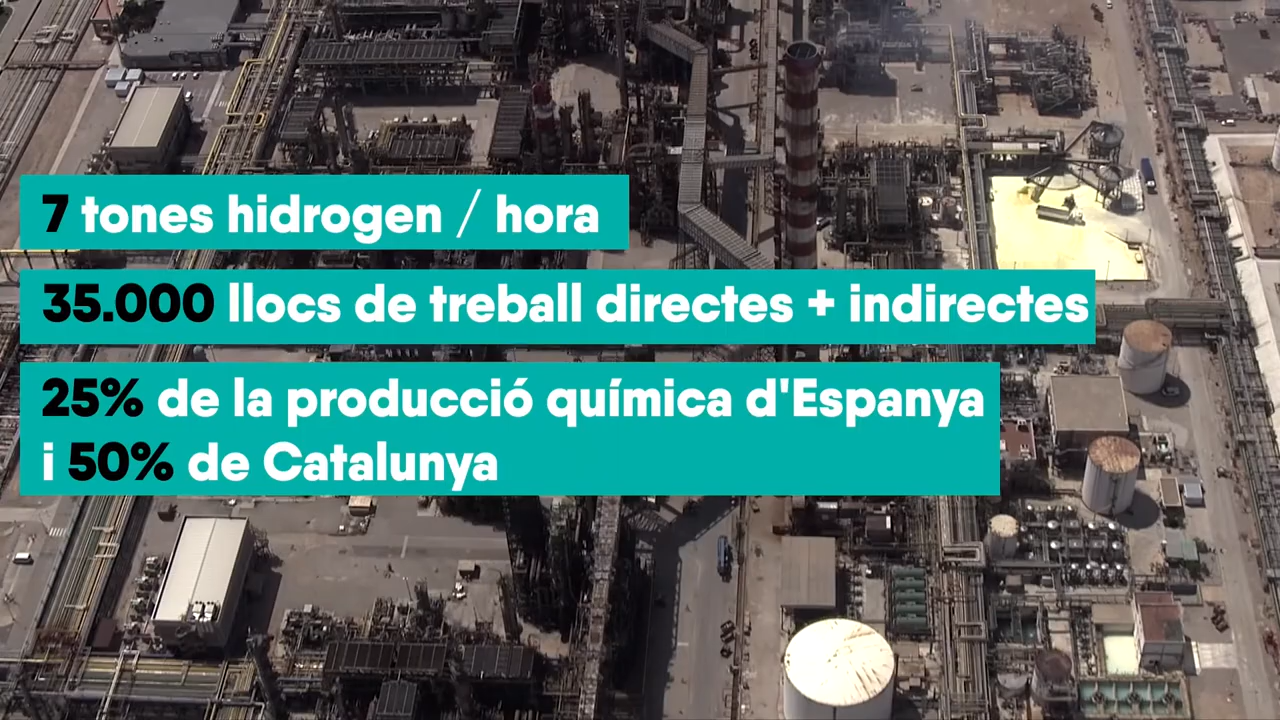 7 tones hidrogen / hora
35.000 llocs de treball directes + indirectes
25% de la producció química d'Espanya
i 50% de Catalunya